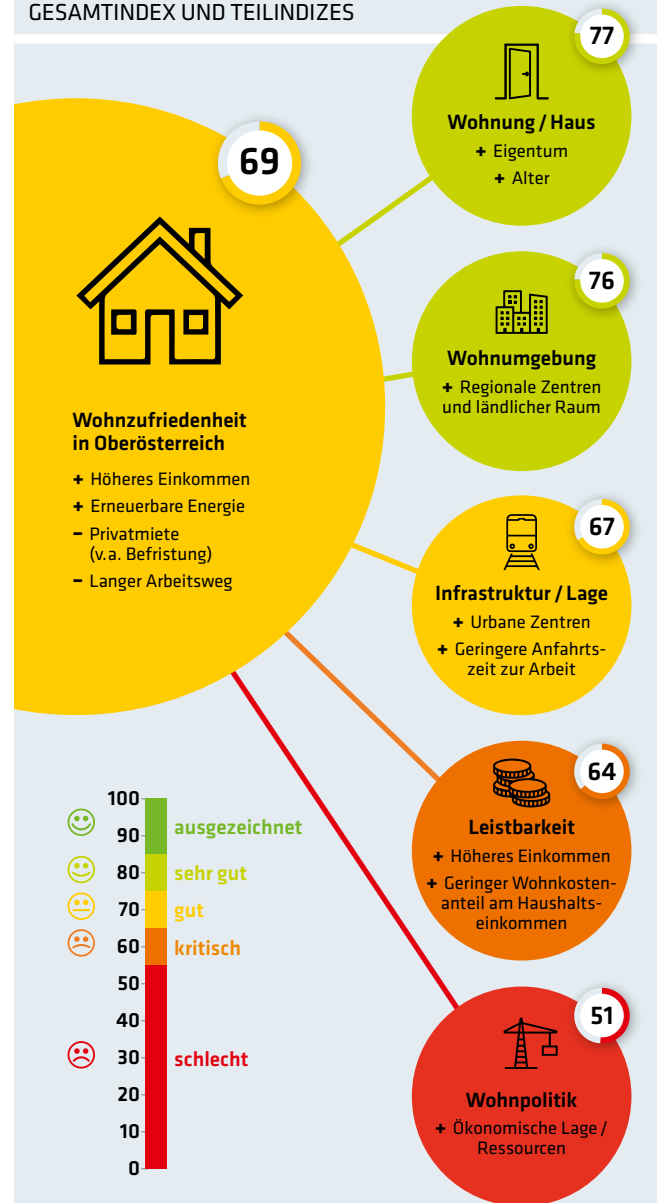 GESAMTINDEX UND TEILINDIZES
69
Wohnzufriedenheit
in Oberösterreich
+ Höheres Einkommen
+ Erneuerbare Energie
– Privatmiete
(v.a. Befristung)
– Langer Arbeitsweg
77
Wohnung / Haus
+ Eigentum
+ Alter
76
Wohnumgebung
+ Regionale Zentren
und ländlicher Raum
67
Infrastruktur / Lage
+ Urbane Zentren
+ Geringere Anfahrts-
zeit zur Arbeit
64
Leistbarkeit
+ Höheres Einkommen
+ Geringer Wohnkosten-
anteil am Haushalts-
einkommen
51
Wohnpolitik
+ Ökonomische Lage /
Ressourcen
100
90
80
70
60
50
40
30
20
10
0
ausgezeichnet
sehr gut
gut
kritisch
schlecht